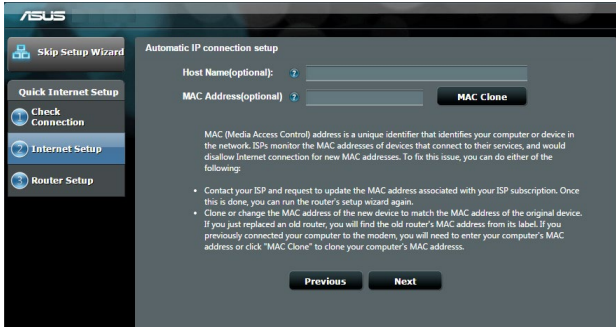 ASUS
Skip Setup Wizard
Quick Internet Setup
1 Check
Connection
2 Internet Setup
3 Router Setup
Automatic IP connection setup
Host Name(optional): ?
MAC Address(optional) ? MAC Clone
MAC (Media Access Control) address is a unique identifier that identifies your computer or device in
the network. ISPs monitor the MAC addresses of devices that connect to their services, and would
disallow Internet connection for new MAC addresses. To fix this issue, you can do either of the
following:
• Contact your ISP and request to update the MAC address associated with your ISP subscription. Once
this is done, you can run the router's setup wizard again.
• Clone or change the MAC address of the new device to match the MAC address of the original device.
If you just replaced an old router, you will find the old router's MAC address from its label. If you
previously connected your computer to the modem, you will need to enter your computer's MAC
address or click "MAC Clone" to clone your computer's MAC addresss.
Previous Next